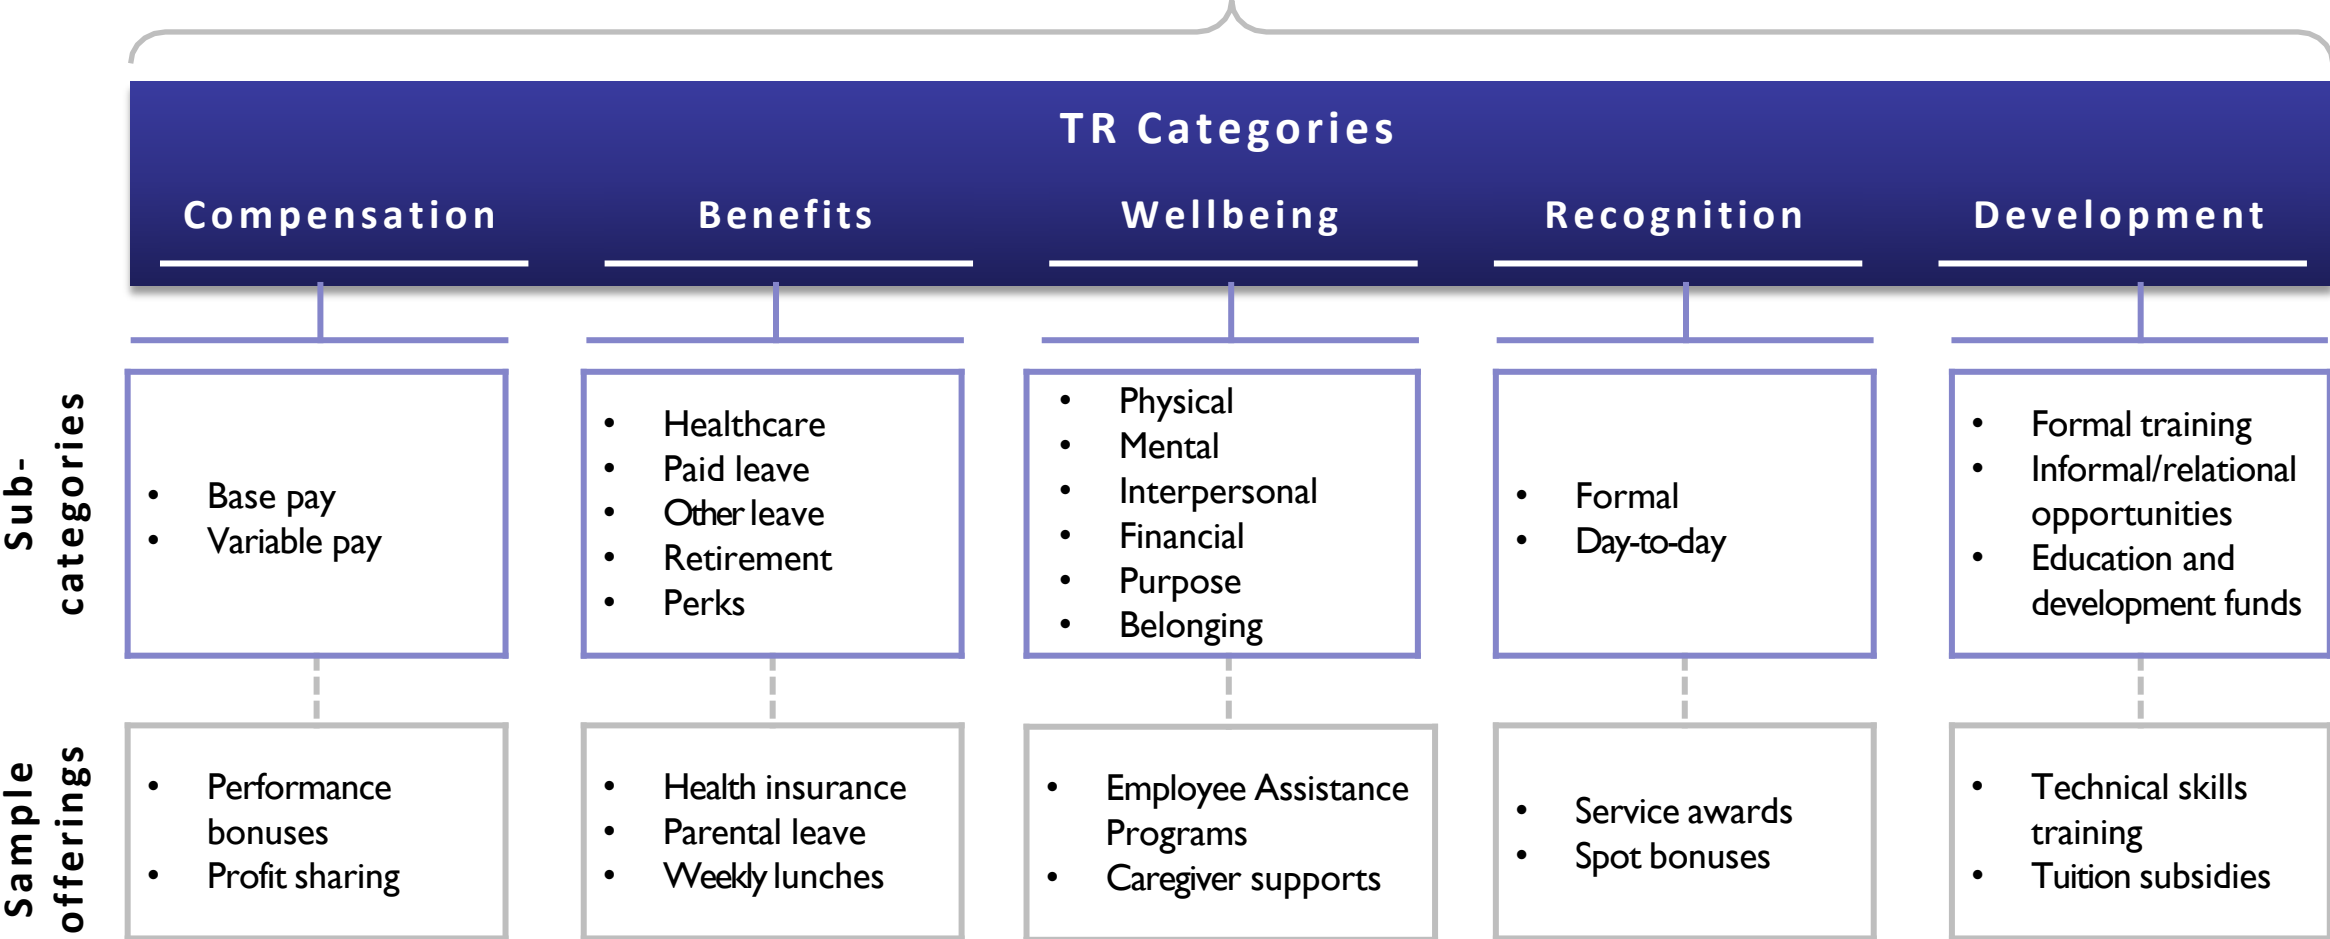 TR Categories
Compensation
Benefits
Wellbeing
Recognition
Development
Sub-
categories
• Base pay
• Variable pay
• Healthcare
• Paid leave
• Other leave
• Retirement
• Perks
• Physical
• Mental
• Interpersonal
• Financial
• Purpose
• Belonging
• Formal
• Day-to-day
• Formal training
• Informal/relational
opportunities
• Education and
development funds
Sample
offerings
• Performance
bonuses
• Profit sharing
• Health insurance
• Parental leave
• Weekly lunches
• Employee Assistance
Programs
• Caregiver supports
• Service awards
• Spot bonuses
• Technical skills
training
• Tuition subsidies